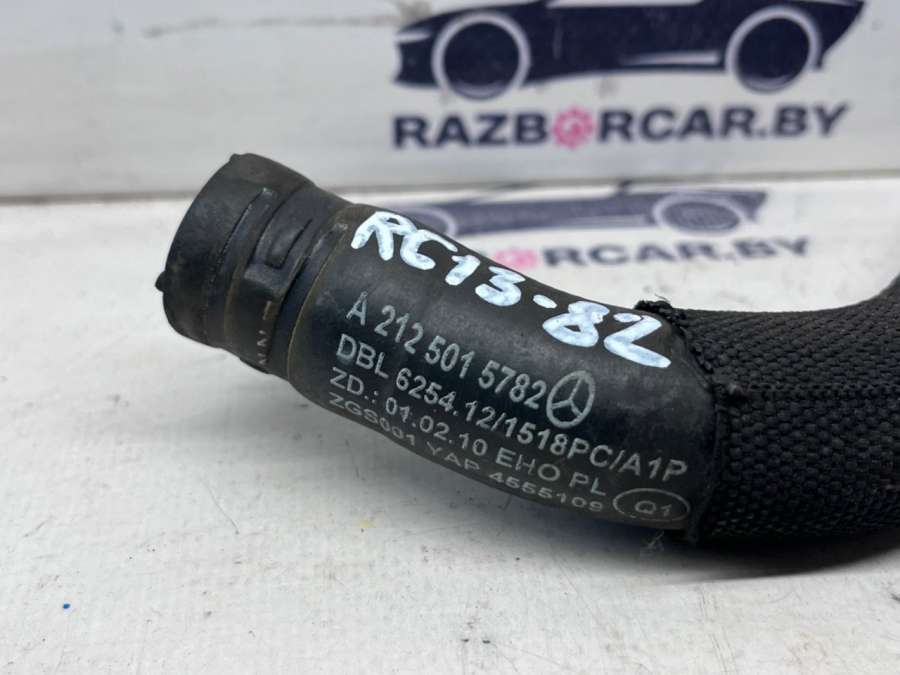 RAZBORCAR.BY
ORCAR.BY
RC13-82
A 212 501 5782
DBL 6254.12/1518PC/A1P
ZD.: 01.02.10 EHO PL
ZGS001 YAP 4555109
Q1